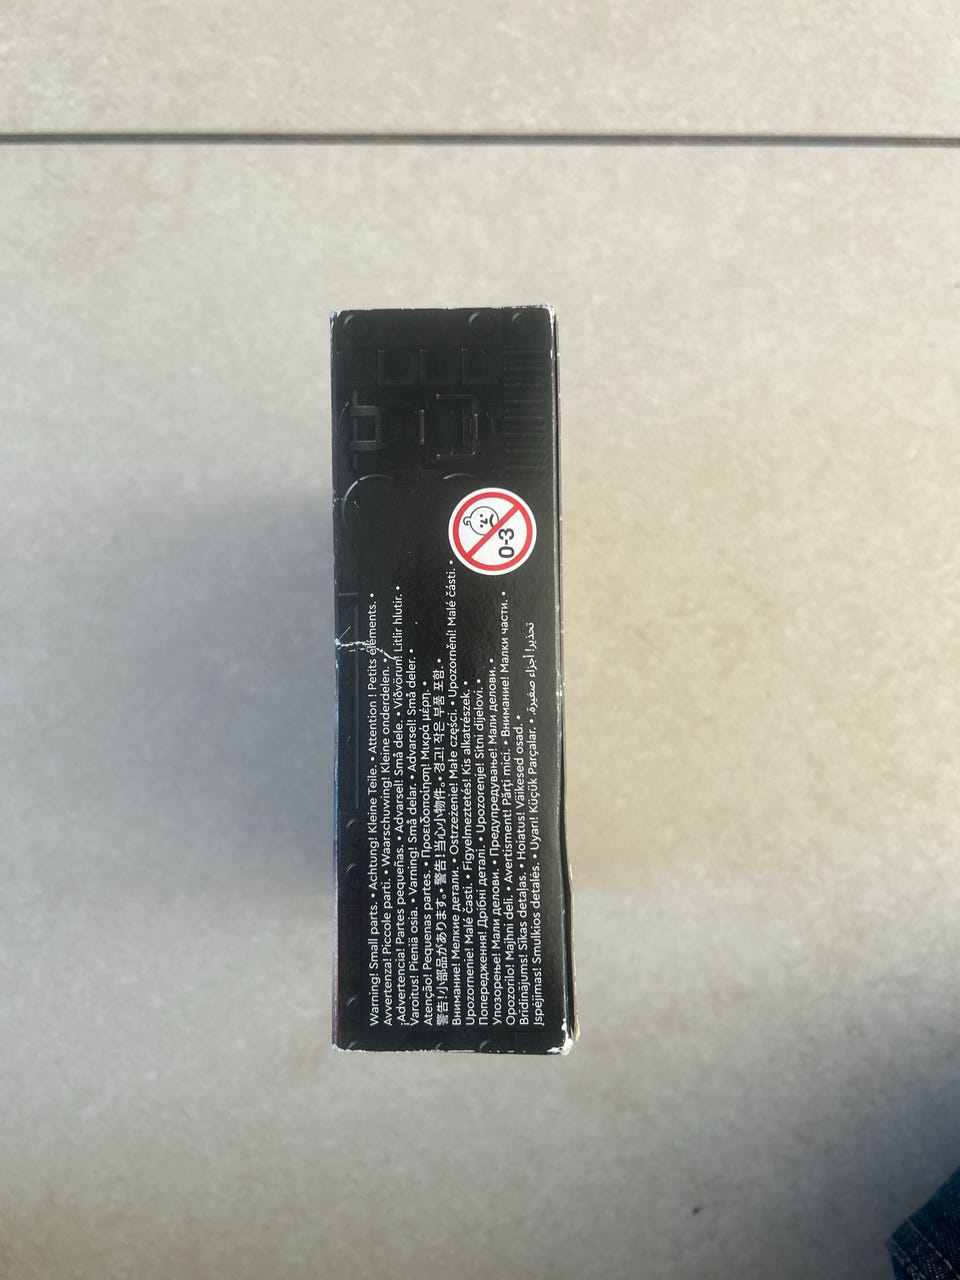 Warning! Small parts. • Achtung! Kleine Teile. • Attention ! Petits éléments. •
Avvertenza! Piccole parti. • Waarschuwing! Kleine onderdelen. •
¡Advertencia! Partes pequeñas. • Advarsel! Små dele. • Viðvörun! Litlir hlutir. •
Varoitus! Pieniä osia. • Varning! Små delar. • Advarsel! Små deler. •
Atenção! Pequenas partes. • Προειδοποίηση! Μικρά μέρη. •
警告!小部品があります。• 警告!当心小物件。• 경고! 작은 부품 포함. •
Внимание! Мелкие детали. • Ostrzeżenie! Małe części. • Upozornění! Malé části. •
Upozornenie! Malé časti. • Figyelmeztetés! Kis alkatrészek. •
Попередження! Дрібні деталі. • Upozorenje! Sitni dijelovi. •
Упозорење! Мали делови. • Предупредување! Мали делови. •
Opozorilo! Majhni deli. • Avertisment! Părți mici. • Внимание! Малки части. •
Brīdinājums! Sīkas detaļas. • Hoiatus! Väikesed osad. •
Įspėjimas! Smulkios detalės. • Uyarı! Küçük Parçalar. • تحذير! أجزاء صغيرة.
0-3